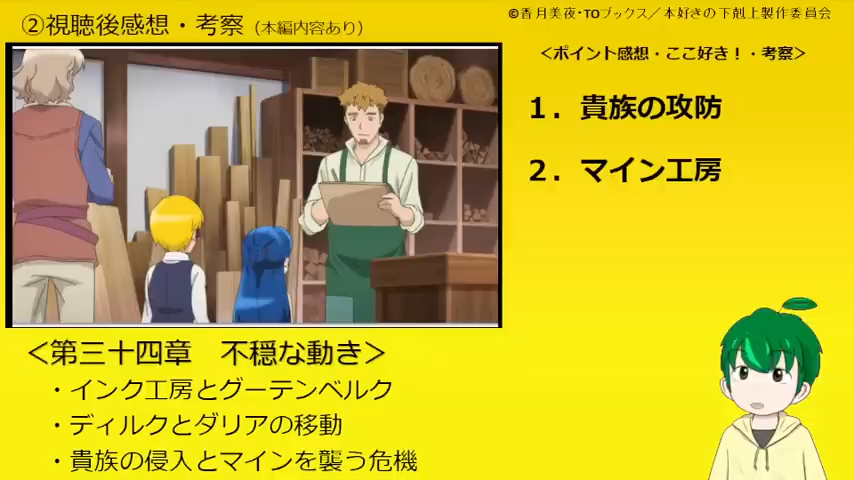 ②視聴後感想・考察（本編内容あり）
©香月美夜・TOブックス／本好きの下剋上製作委員会
＜ポイント感想・ここ好き！・考察＞
１．貴族の攻防
２．マイン工房
＜第三十四章　不穏な動き＞
・インク工房とグーテンベルク
・ディルクとダリアの移動
・貴族の侵入とマインを襲う危機